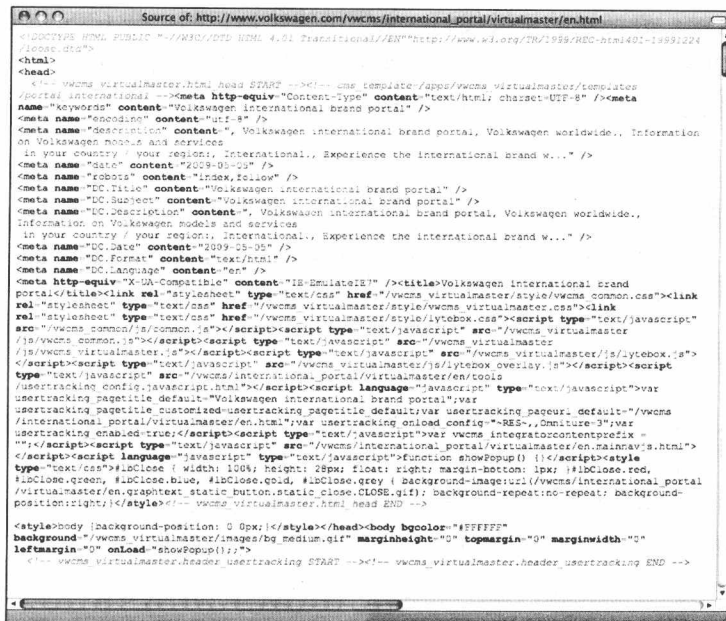 Source of: http://www.volkswagen.com/vwcms/international_portal/virtualmaster/en.html
<!DOCTYPE HTML PUBLIC "-//W3C//DTD HTML 4.01 Transitional//EN""http://www.w3.org/TR/1999/REC-html401-19991224
/loose.dtd">
<html>
<head>
<!-- vwcms_virtualmaster.html_head START --><!-- cms_template=/apps/vwcms_virtualmaster/templates
/portal_international --><meta http-equiv="Content-Type" content="text/html; charset=UTF-8" /><meta
name="keywords" content="Volkswagen international brand portal" />
<meta name="encoding" content="utf-8" />
<meta name="description" content=", Volkswagen international brand portal, Volkswagen worldwide., Information
on Volkswagen models and services
in your country / your region:, International., Experience the international brand w..." />
<meta name="date" content="2009-05-05" />
<meta name="robots" content="index,follow" />
<meta name="DC.Title" content="Volkswagen international brand portal" />
<meta name="DC.Subject" content="Volkswagen international brand portal" />
<meta name="DC.Description" content=", Volkswagen international brand portal, Volkswagen worldwide.,
Information on Volkswagen models and services
in your country / your region:, International., Experience the international brand w..." />
<meta name="DC.Date" content="2009-05-05" />
<meta name="DC.Format" content="text/html" />
<meta name="DC.Language" content="en" />
<meta http-equiv="X-UA-Compatible" content="IE=EmulateIE7" /><title>Volkswagen international brand
portal</title><link rel="stylesheet" type="text/css" href="/vwcms_virtualmaster/style/vwcms_common.css"><link
rel="stylesheet" type="text/css" href="/vwcms_virtualmaster/style/vwcms_virtualmaster.css"><link
rel="stylesheet" type="text/css" href="/vwcms_virtualmaster/style/lytebox.css"><script type="text/javascript"
src="/vwcms_common/js/common.js"></script><script type="text/javascript" src="/vwcms_virtualmaster
/js/vwcms_common.js"></script><script type="text/javascript" src="/vwcms_virtualmaster
/js/vwcms_virtualmaster.js"></script><script type="text/javascript" src="/vwcms_virtualmaster/js/lytebox.js">
</script><script type="text/javascript" src="/vwcms_virtualmaster/js/lytebox_overlay.js"></script><script
type="text/javascript" src="/vwcms/international_portal/virtualmaster/en/tools
/usertracking_config.javascript.html"></script><script language="javascript" type="text/javascript">var
usertracking_pagetitle_default="Volkswagen international brand portal";var
usertracking_pagetitle_customized=usertracking_pagetitle_default;var usertracking_pageurl_default="/vwcms
/international_portal/virtualmaster/en.html";var usertracking_onload_config="~RES~,,Omniture=3";var
usertracking_enabled=true;</script><script type="text/javascript">var vwcms_integratorcontentprefix =
"";</script><script type="text/javascript" src="/vwcms/international_portal/virtualmaster/en.mainnavjs.html">
</script><script language="javascript" type="text/javascript">function showPopup() {}</script><style
type="text/css">#lbClose { width: 100%; height: 28px; float: right; margin-bottom: 1px; }#lbClose.red,
#lbClose.green, #lbClose.blue, #lbClose.gold, #lbClose.grey { background-image:url(/vwcms/international_portal
/virtualmaster/en.graphtext_static_button.static_close.CLOSE.gif); background-repeat:no-repeat; background-
position:right;}</style><!-- vwcms_virtualmaster.html_head END -->
<style>body {background-position: 0 0px;}</style></head><body bgcolor="#FFFFFF"
background="/vwcms_virtualmaster/images/bg_medium.gif" marginheight="0" topmargin="0" marginwidth="0"
leftmargin="0" onLoad="showPopup();;">
<!-- vwcms_virtualmaster.header_usertracking START --><!-- vwcms_virtualmaster.header_usertracking END -->